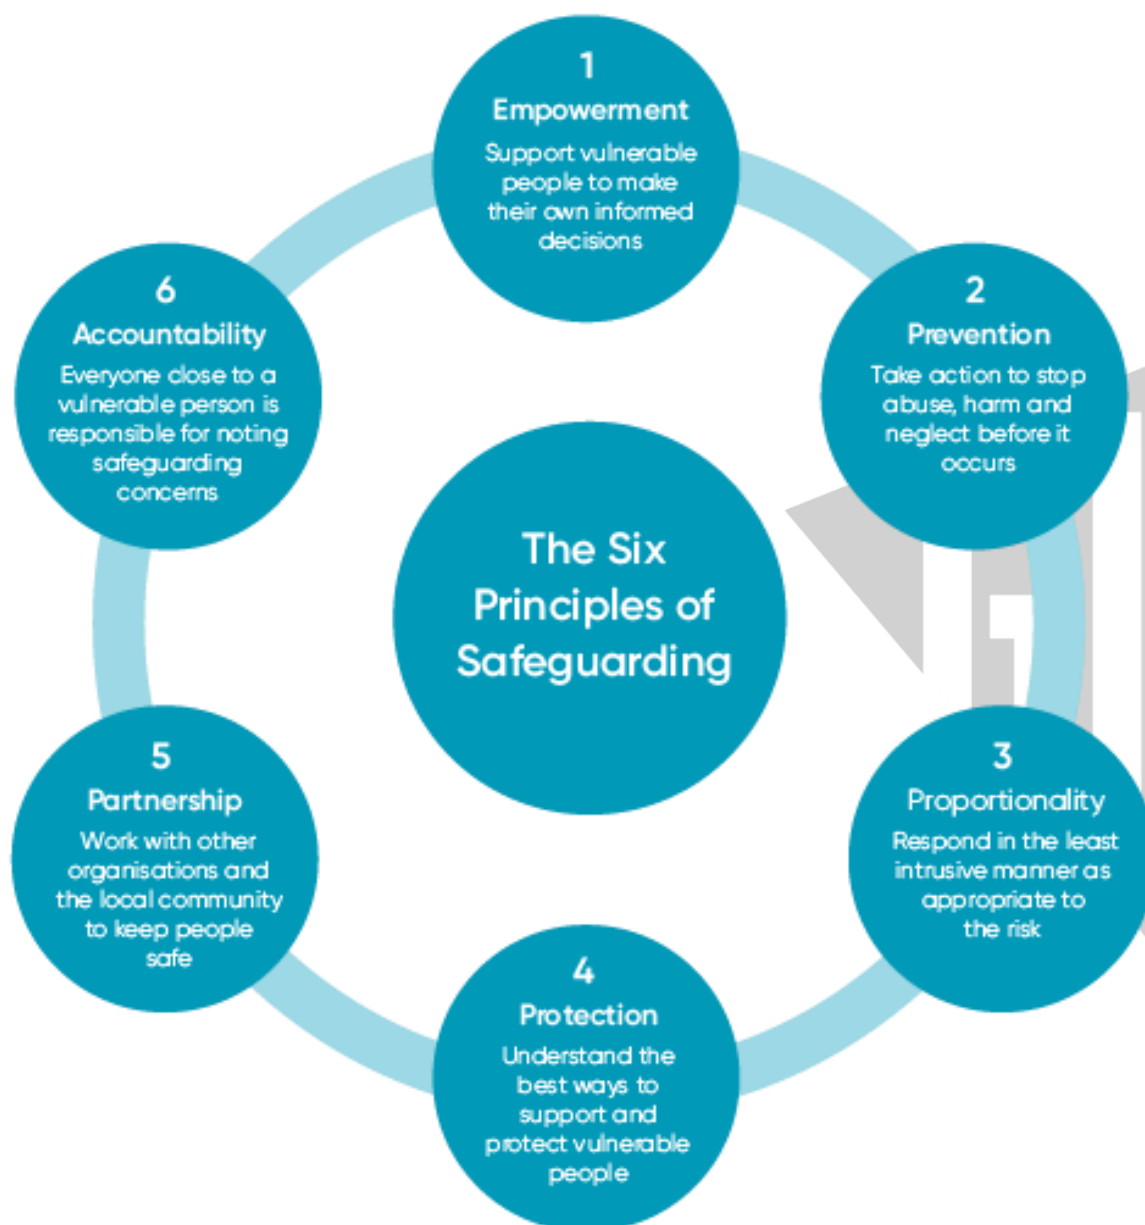 1
Empowerment
Support vulnerable
people to make
their own informed
decisions
2
Prevention
Take action to stop
abuse, harm and
neglect before it
occurs
3
Proportionality
Respond in the least
intrusive manner as
appropriate to
the risk
4
Protection
Understand the
best ways to
support and
protect vulnerable
people
5
Partnership
Work with other
organisations and
the local community
to keep people
safe
6
Accountability
Everyone close to a
vulnerable person is
responsible for noting
safeguarding
concerns
The Six
Principles of
Safeguarding